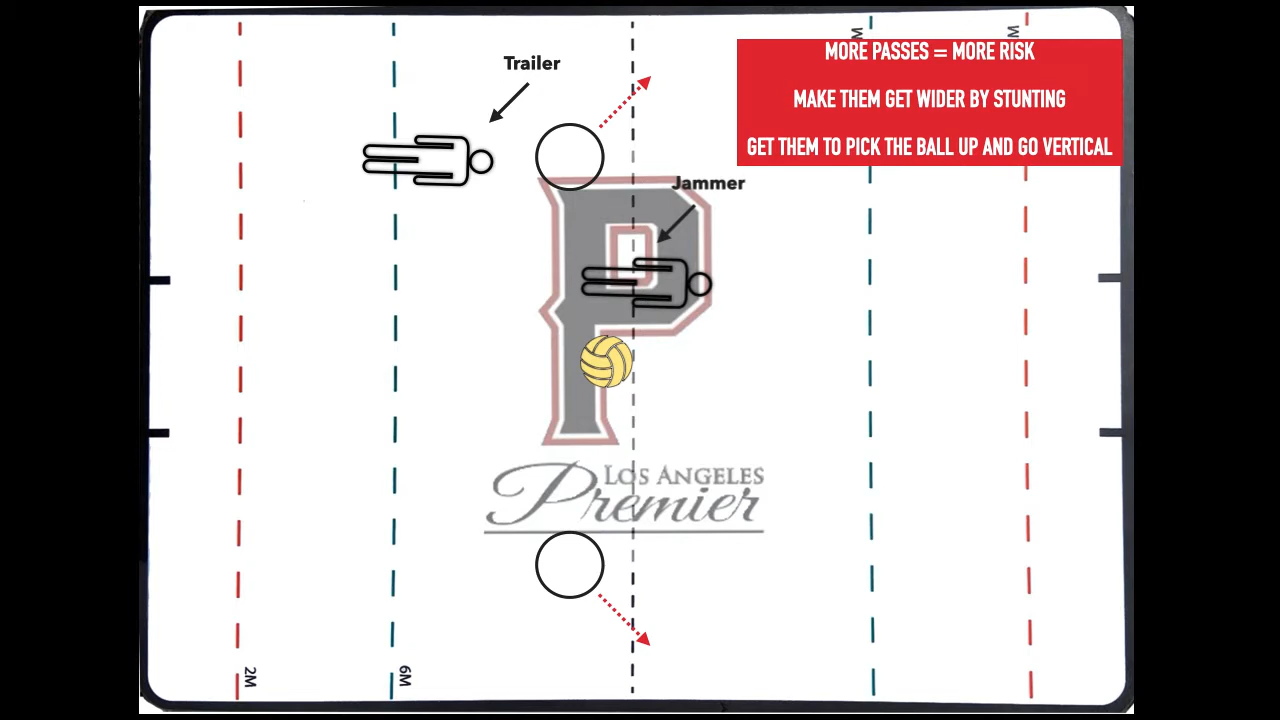 M
M
MORE PASSES = MORE RISK
MAKE THEM GET WIDER BY STUNTING
GET THEM TO PICK THE BALL UP AND GO VERTICAL
Trailer
Jammer
P
LOS ANGELES
Premier
2M
6M